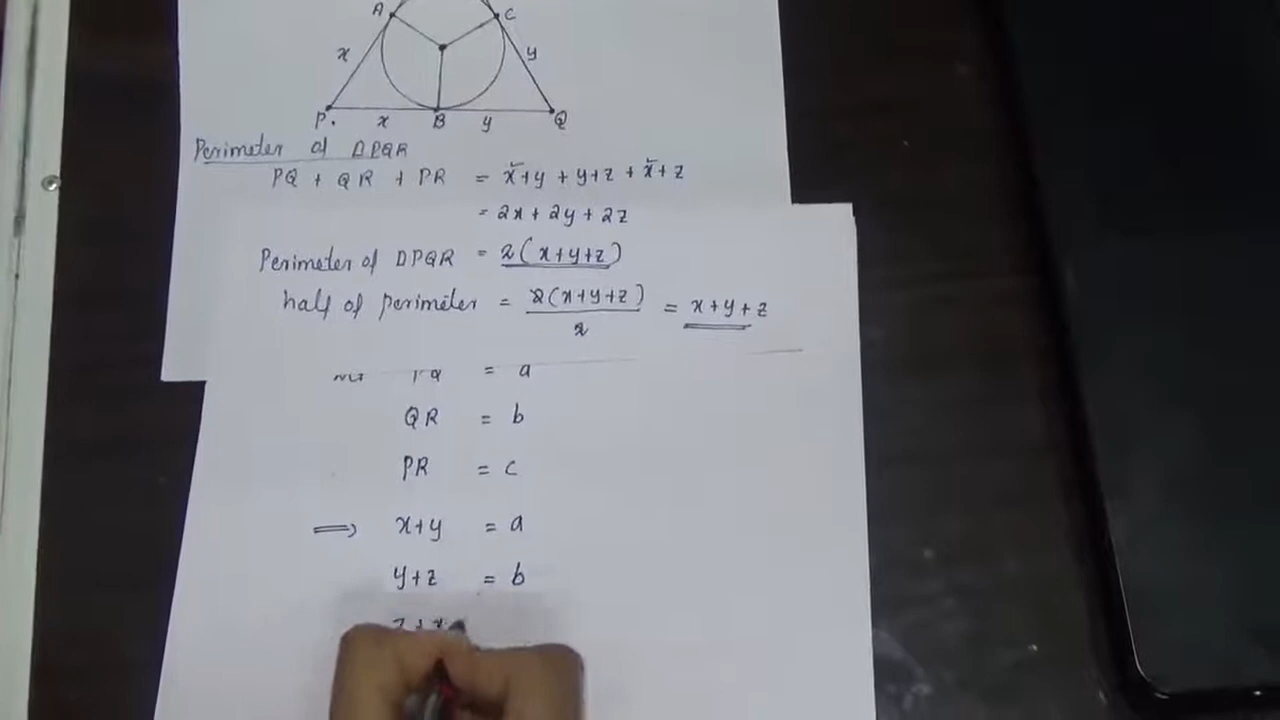 A C
x y
P. x B y Q
Perimeter of ΔPQR
PQ + QR + PR = x+y + y+z + x+z
= 2x + 2y + 2z
Perimeter of ΔPQR = 2(x+y+z)
half of perimeter = 2(x+y+z) / 2 = x+y+z
PQ = a
QR = b
PR = c
⟹ x+y = a
y+z = b
z+x